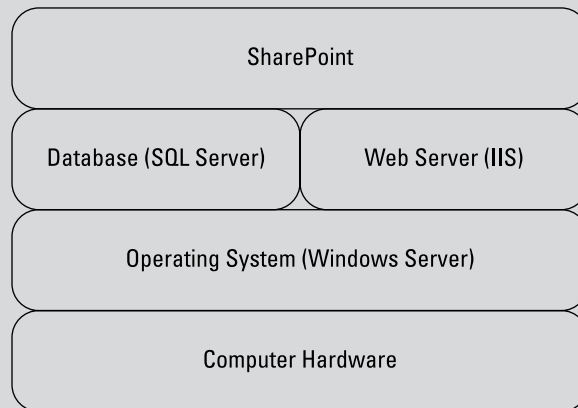 SharePoint
Database (SQL Server) Web Server (IIS)
Operating System (Windows Server)
Computer Hardware